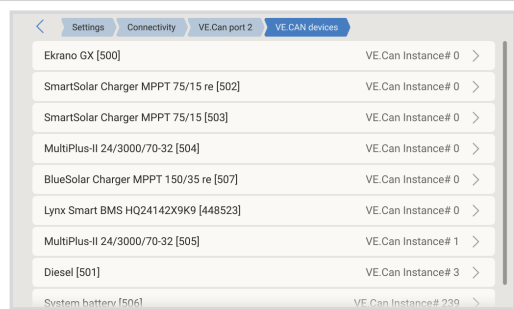 Settings Connectivity VE.Can port 2 VE.CAN devices
Ekrano GX [500] VE.Can Instance# 0
SmartSolar Charger MPPT 75/15 re [502] VE.Can Instance# 0
SmartSolar Charger MPPT 75/15 [503] VE.Can Instance# 0
MultiPlus-II 24/3000/70-32 [504] VE.Can Instance# 0
BlueSolar Charger MPPT 150/35 re [507] VE.Can Instance# 0
Lynx Smart BMS HQ24142X9K9 [448523] VE.Can Instance# 0
MultiPlus-II 24/3000/70-32 [505] VE.Can Instance# 1
Diesel [501] VE.Can Instance# 3
System battery [506] VE.Can Instance# 239